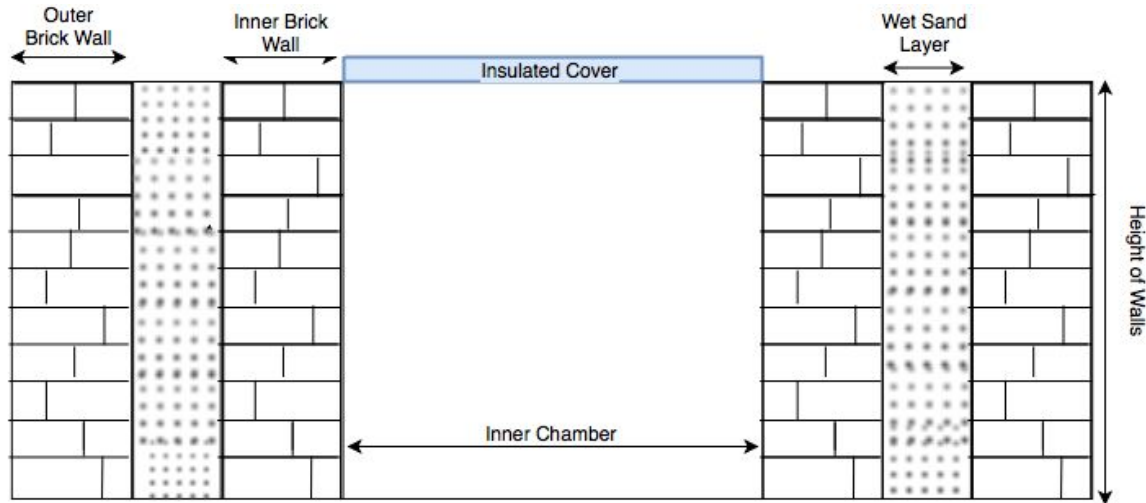 Outer
Brick Wall
Inner Brick
Wall
Wet Sand
Layer
Insulated Cover
Height of Walls
Inner Chamber